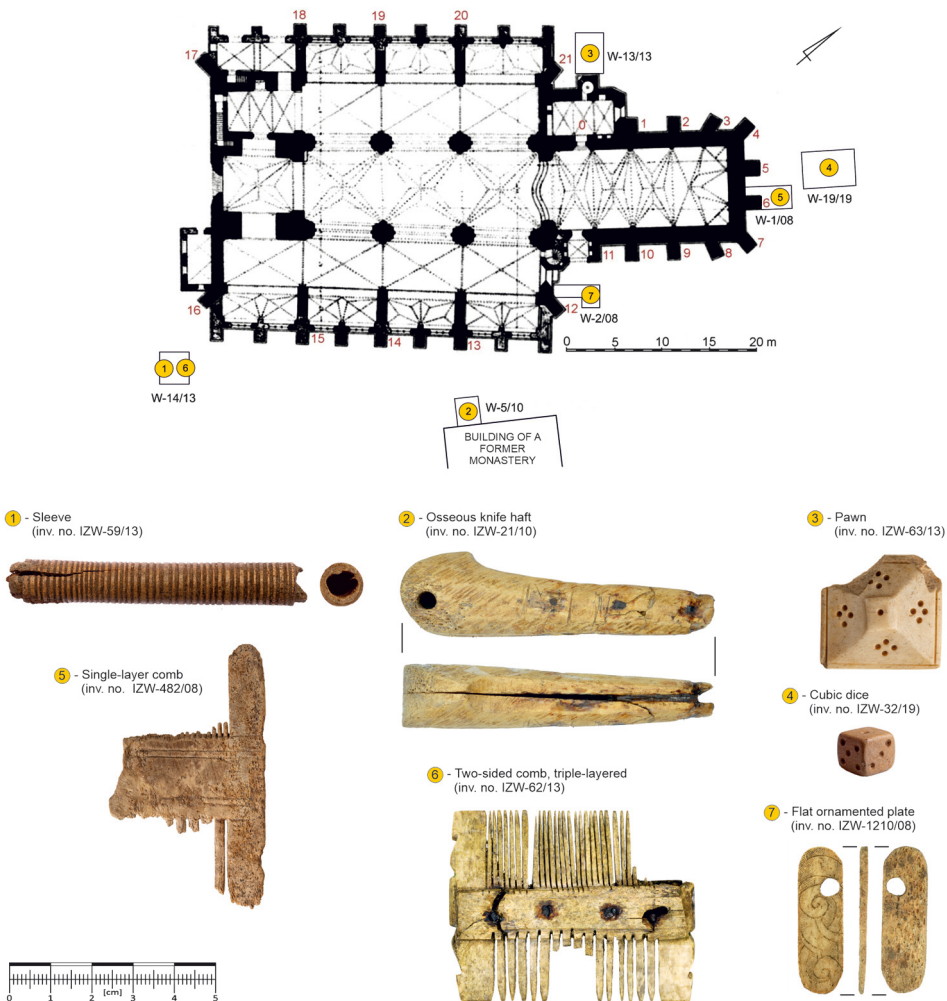 18
19
20
17
21
3
W-13/13
0
1
2
3
4
5
4
5
6
W-19/19
W-1/08
7
8
9
10
11
7
12
W-2/08
16
15
14
13
0 5 10 15 20 m
1 6
W-14/13
2
W-5/10
BUILDING OF A
FORMER
MONASTERY
1 - Sleeve
(inv. no. IZW-59/13)
2 - Osseous knife haft
(inv. no. IZW-21/10)
3 - Pawn
(inv. no. IZW-63/13)
5 - Single-layer comb
(inv. no. IZW-482/08)
4 - Cubic dice
(inv. no. IZW-32/19)
6 - Two-sided comb, triple-layered
(inv. no. IZW-62/13)
7 - Flat ornamented plate
(inv. no. IZW-1210/08)
0 1 2 [cm] 3 4 5